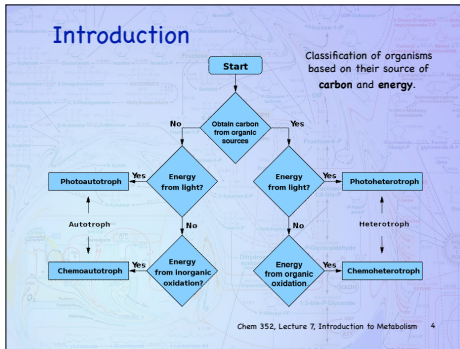 Introduction
Classification of organisms
based on their source of
carbon and energy.
Start
No
Obtain carbon
from organic
sources
Yes
Photoautotroph
Yes
Energy
from light?
Energy
from light?
Yes
Photoheterotroph
Autotroph
No
No
Heterotroph
Chemoautotroph
Yes
Energy
from inorganic
oxidation?
Energy
from organic
oxidation
Yes
Chemoheterotroph
Chem 352, Lecture 7, Introduction to Metabolism 4